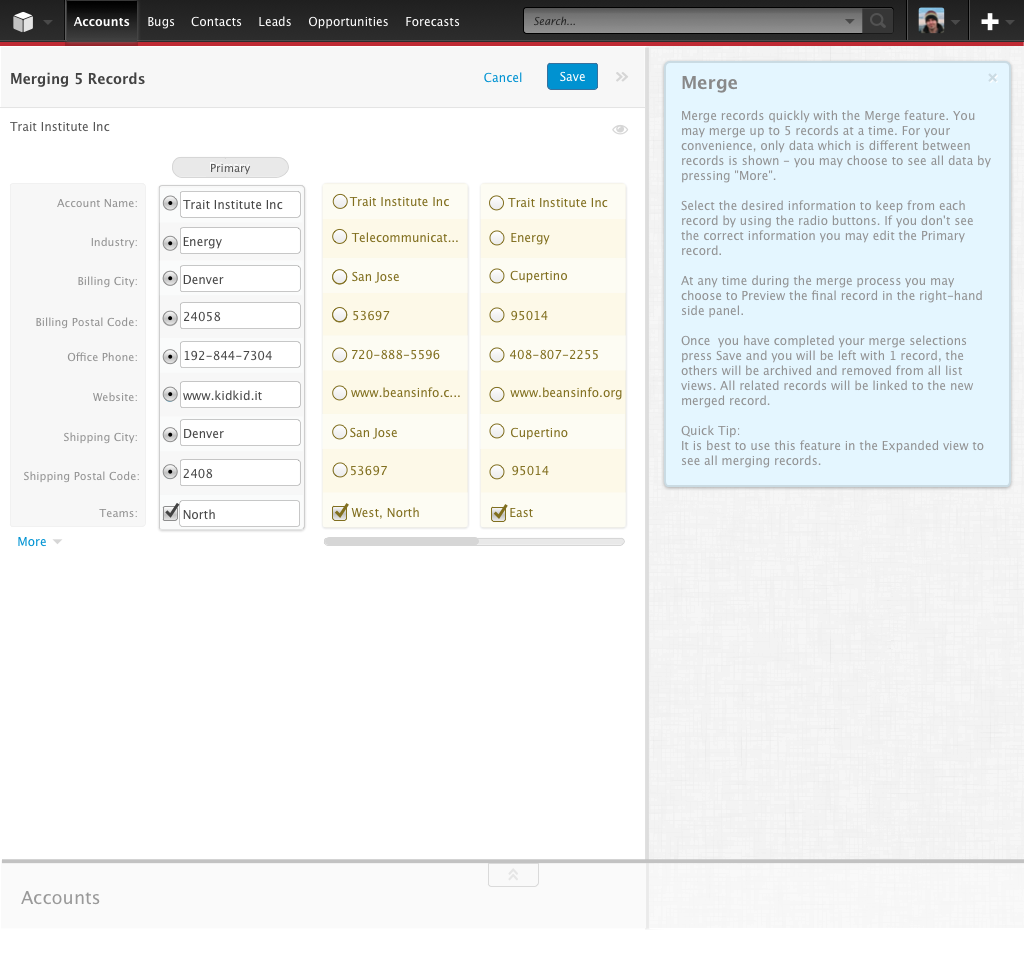 Accounts Bugs Contacts Leads Opportunities Forecasts Search...
Merging 5 Records Cancel Save
Trait Institute Inc
Primary
Account Name: Trait Institute Inc Trait Institute Inc Trait Institute Inc
Industry: Energy Telecommunicat... Energy
Billing City: Denver San Jose Cupertino
Billing Postal Code: 24058 53697 95014
Office Phone: 192-844-7304 720-888-5596 408-807-2255
Website: www.kidkid.it www.beansinfo.c... www.beansinfo.org
Shipping City: Denver San Jose Cupertino
Shipping Postal Code: 2408 53697 95014
Teams: North West, North East
More
Merge
Merge records quickly with the Merge feature. You
may merge up to 5 records at a time. For your
convenience, only data which is different between
records is shown - you may choose to see all data by
pressing "More".
Select the desired information to keep from each
record by using the radio buttons. If you don't see
the correct information you may edit the Primary
record.
At any time during the merge process you may
choose to Preview the final record in the right-hand
side panel.
Once you have completed your merge selections
press Save and you will be left with 1 record, the
others will be archived and removed from all list
views. All related records will be linked to the new
merged record.
Quick Tip:
It is best to use this feature in the Expanded view to
see all merging records.
Accounts